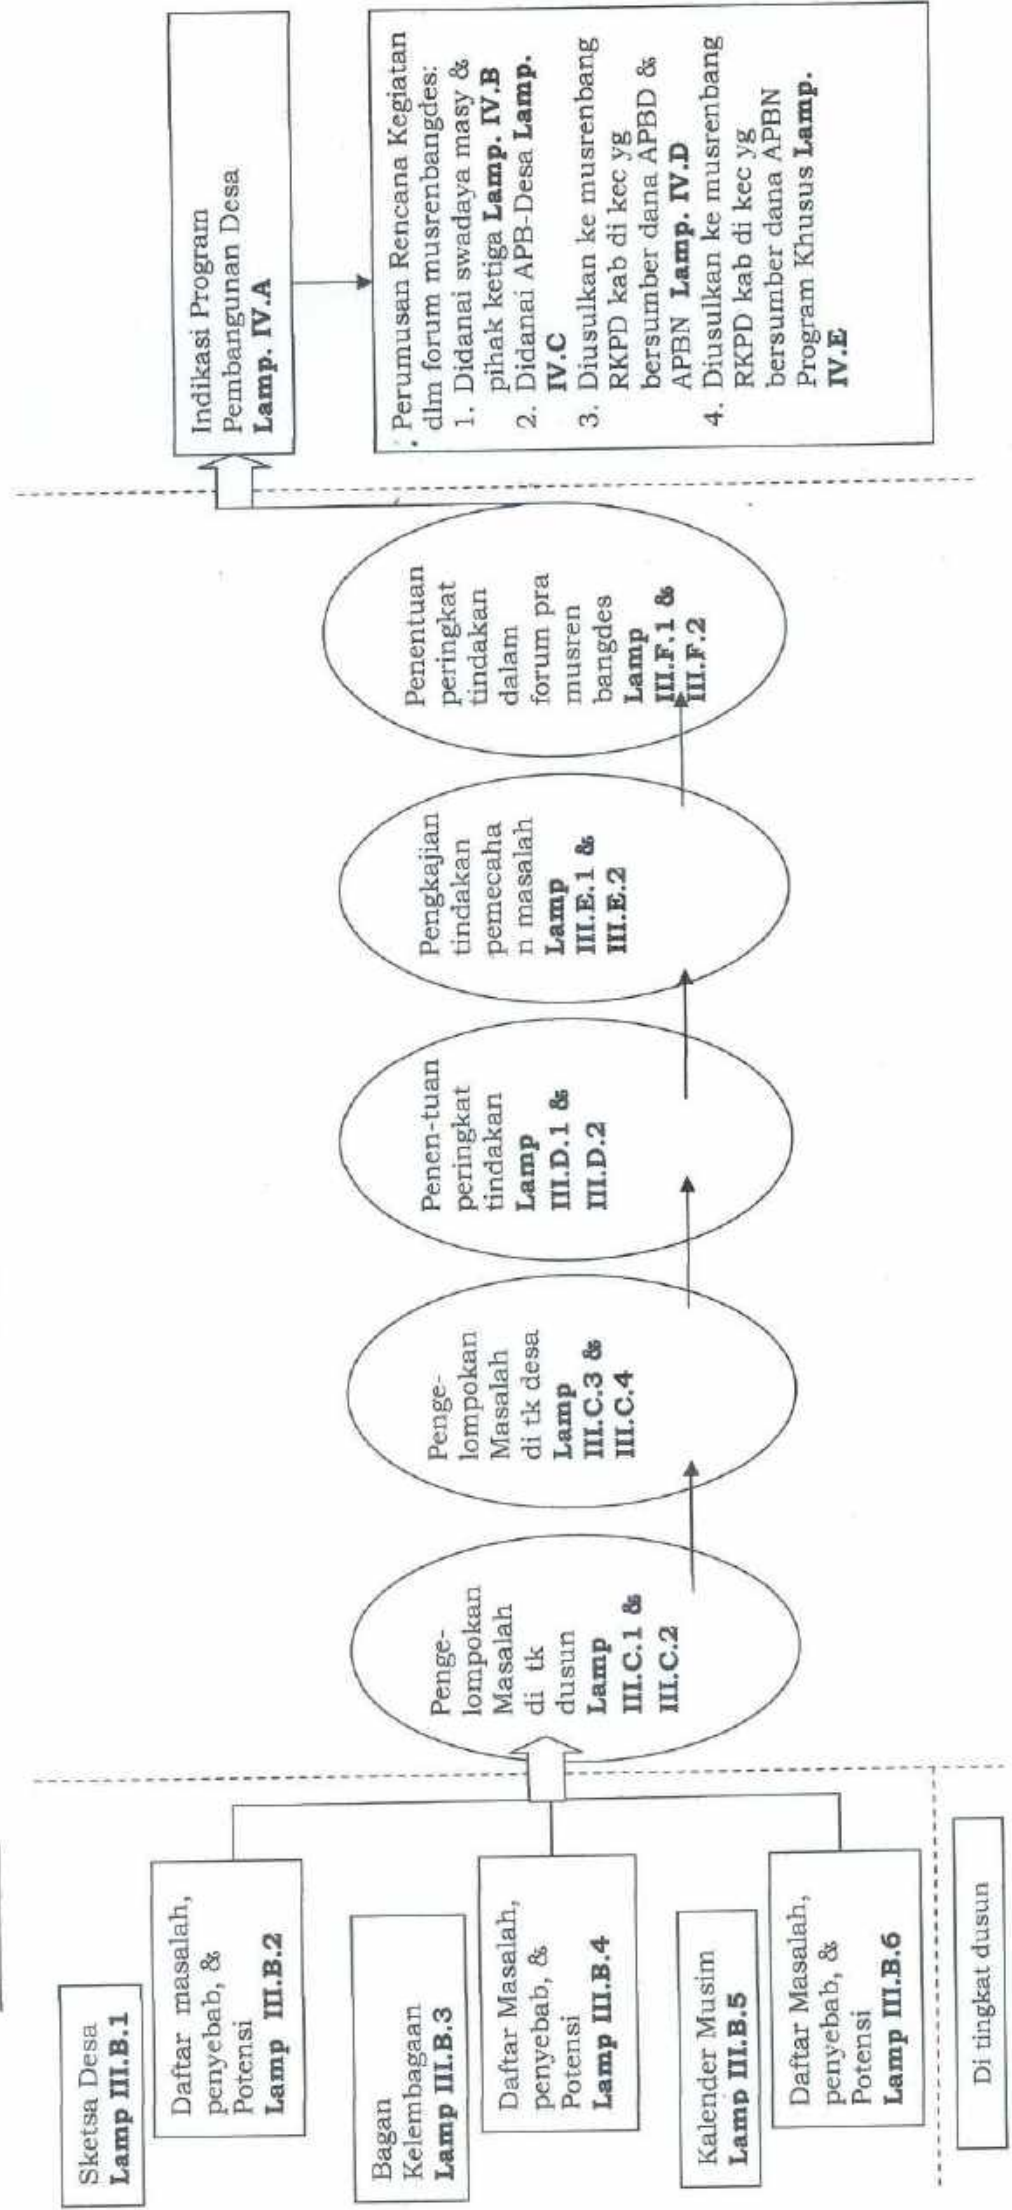 Sketsa Desa
Lamp III.B.1
Daftar masalah,
penyebab, &
Potensi
Lamp III.B.2
Bagan
Kelembagaan
Lamp III.B.3
Daftar Masalah,
penyebab, &
Potensi
Lamp III.B.4
Kalender Musim
Lamp III.B.5
Daftar Masalah,
penyebab, &
Potensi
Lamp III.B.6
Di tingkat dusun
Penge-
lompokan
Masalah
di tk
dusun
Lamp
III.C.1 &
III.C.2
Penge-
lompokan
Masalah
di tk desa
Lamp
III.C.3 &
III.C.4
Penen-tuan
peringkat
tindakan
Lamp
III.D.1 &
III.D.2
Pengkajian
tindakan
pemecaha
n masalah
Lamp
III.E.1 &
III.E.2
Penentuan
peringkat
tindakan
dalam
forum pra
musren
bangdes
Lamp
III.F.1 &
III.F.2
Indikasi Program
Pembangunan Desa
Lamp. IV.A
Perumusan Rencana Kegiatan
dlm forum musrenbangdes:
1. Didanai swadaya masy &
pihak ketiga Lamp. IV.B
2. Didanai APB-Desa Lamp.
IV.C
3. Diusulkan ke musrenbang
RKPD kab di kec yg
bersumber dana APBD &
APBN Lamp. IV.D
4. Diusulkan ke musrenbang
RKPD kab di kec yg
bersumber dana APBN
Program Khusus Lamp.
IV.E